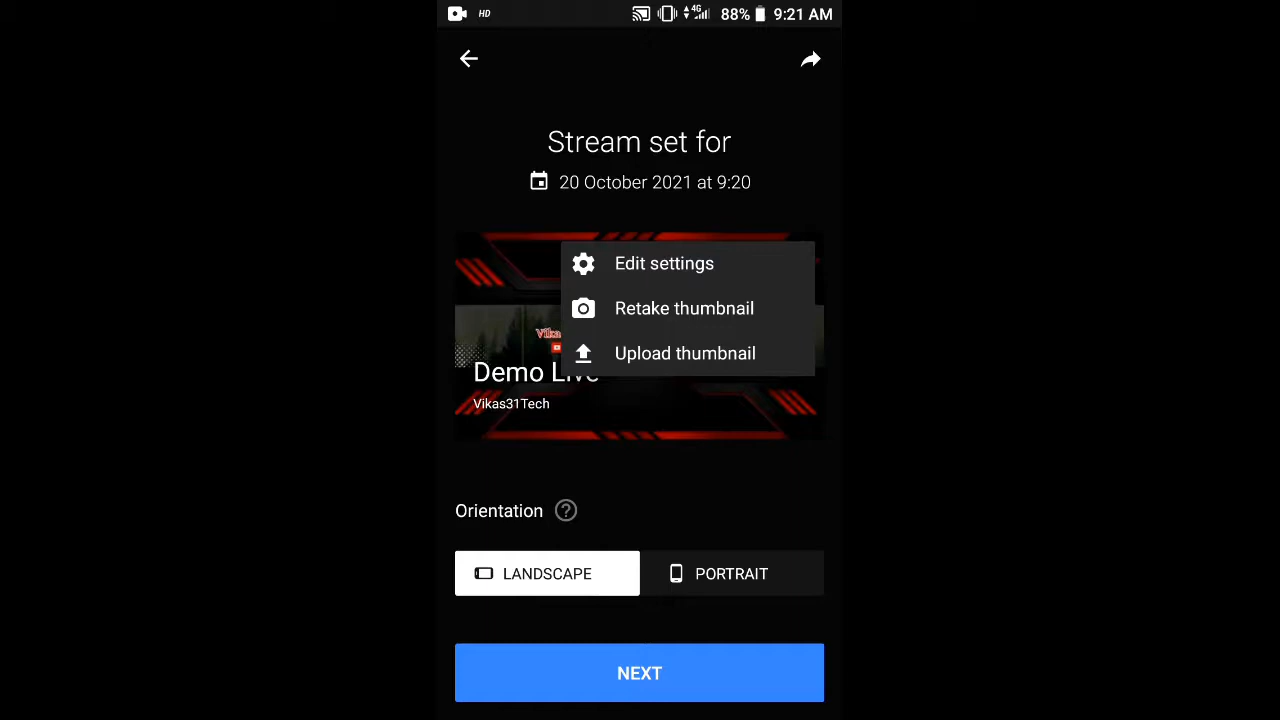 HD 4G 88% 9:21 AM
Stream set for
20 October 2021 at 9:20
Edit settings
Retake thumbnail
Upload thumbnail
Demo Live
Vikas31Tech
Orientation ?
LANDSCAPE PORTRAIT
NEXT